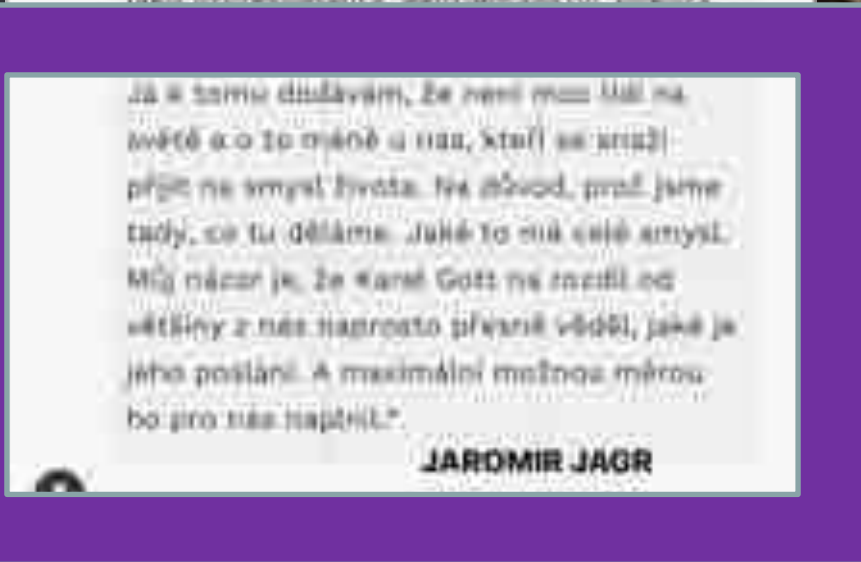 Já k tomu dodávám, že není moc lidí na
světě a o to méně u nás, kteří se snaží
přijít na smysl života. Na důvod, proč jsme
tady, co tu děláme. Jaké to má celé smysl.
Můj názor je, že Karel Gott na rozdíl od
většiny z nás naprosto přesně věděl, jaké je
jeho poslání. A maximální možnou měrou
ho pro nás naplnil."
JAROMIR JAGR